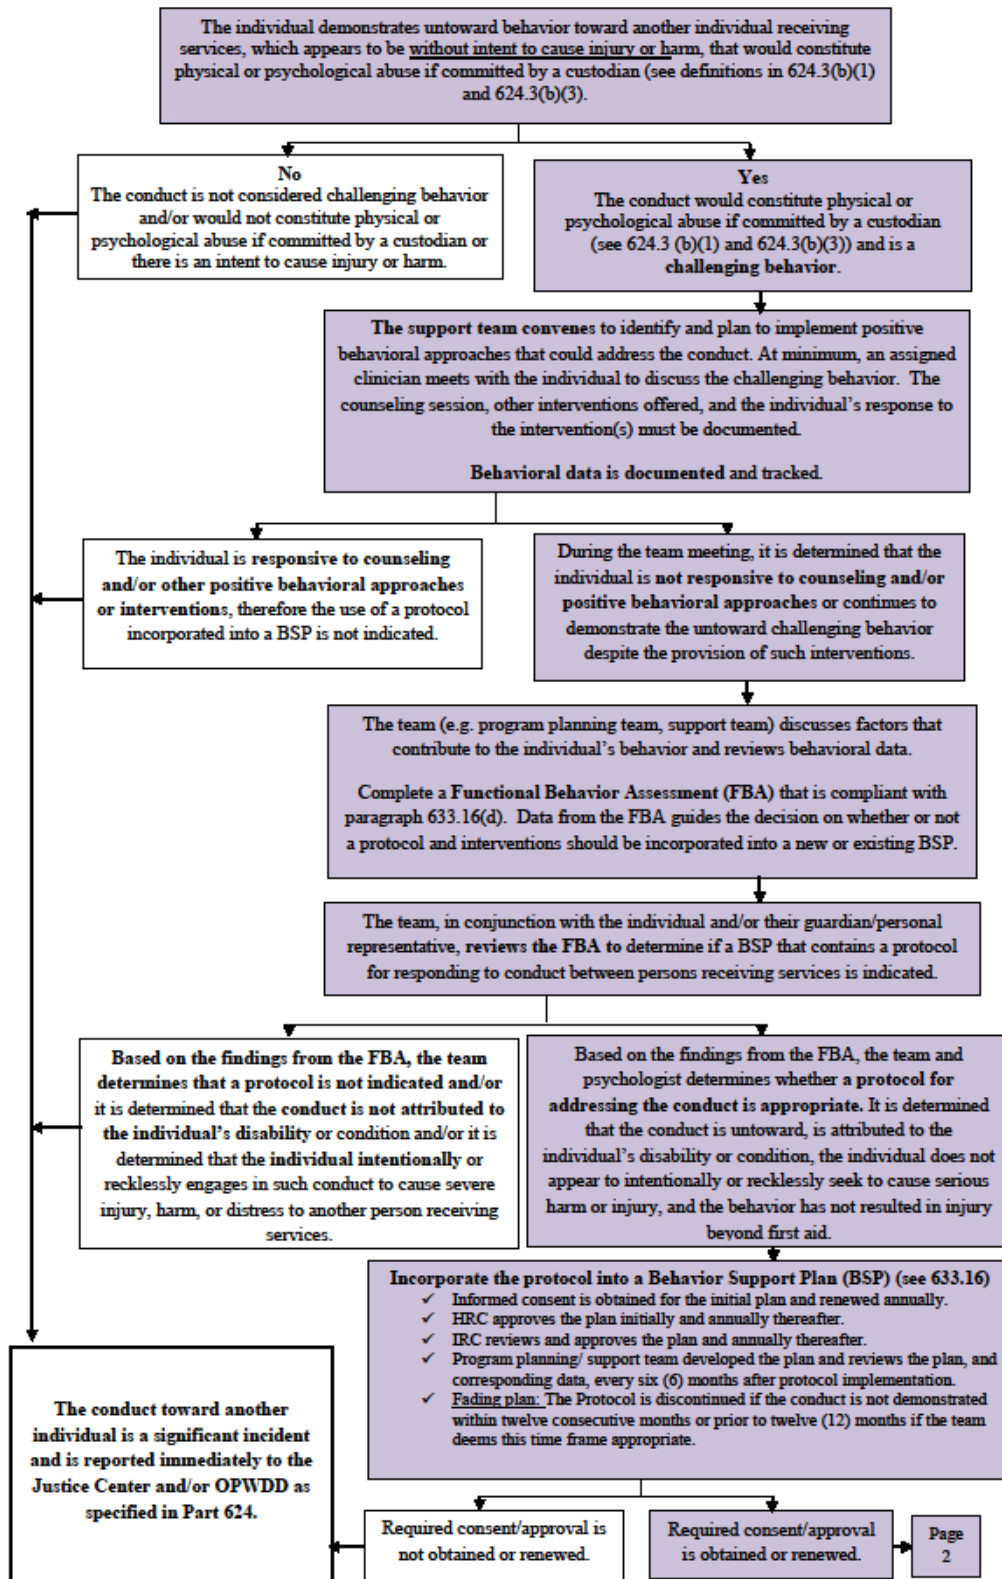 The individual demonstrates untoward behavior toward another individual receiving
services, which appears to be without intent to cause injury or harm, that would constitute
physical or psychological abuse if committed by a custodian (see definitions in 624.3(b)(1)
and 624.3(b)(3).
No
The conduct is not considered challenging behavior
and/or would not constitute physical or
psychological abuse if committed by a custodian or
there is an intent to cause injury or harm.
Yes
The conduct would constitute physical or
psychological abuse if committed by a custodian
(see 624.3 (b)(1) and 624.3(b)(3)) and is a
challenging behavior.
The support team convenes to identify and plan to implement positive
behavioral approaches that could address the conduct. At minimum, an assigned
clinician meets with the individual to discuss the challenging behavior. The
counseling session, other interventions offered, and the individual's response to
the intervention(s) must be documented.
Behavioral data is documented and tracked.
The individual is responsive to counseling
and/or other positive behavioral approaches
or interventions, therefore the use of a protocol
incorporated into a BSP is not indicated.
During the team meeting, it is determined that the
individual is not responsive to counseling and/or
positive behavioral approaches or continues to
demonstrate the untoward challenging behavior
despite the provision of such interventions.
The team (e.g. program planning team, support team) discusses factors that
contribute to the individual's behavior and reviews behavioral data.
Complete a Functional Behavior Assessment (FBA) that is compliant with
paragraph 633.16(d). Data from the FBA guides the decision on whether or not
a protocol and interventions should be incorporated into a new or existing BSP.
The team, in conjunction with the individual and/or their guardian/personal
representative, reviews the FBA to determine if a BSP that contains a protocol
for responding to conduct between persons receiving services is indicated.
Based on the findings from the FBA, the team
determines that a protocol is not indicated and/or
it is determined that the conduct is not attributed to
the individual's disability or condition and/or it is
determined that the individual intentionally or
recklessly engages in such conduct to cause severe
injury, harm, or distress to another person receiving
services.
Based on the findings from the FBA, the team and
psychologist determines whether a protocol for
addressing the conduct is appropriate. It is determined
that the conduct is untoward, is attributed to the
individual's disability or condition, the individual does not
appear to intentionally or recklessly seek to cause serious
harm or injury, and the behavior has not resulted in injury
beyond first aid.
Incorporate the protocol into a Behavior Support Plan (BSP) (see 633.16)
✓ Informed consent is obtained for the initial plan and renewed annually.
✓ HRC approves the plan initially and annually thereafter.
✓ IRC reviews and approves the plan and annually thereafter.
✓ Program planning/ support team developed the plan and reviews the plan, and
corresponding data, every six (6) months after protocol implementation.
✓ Fading plan: The Protocol is discontinued if the conduct is not demonstrated
within twelve consecutive months or prior to twelve (12) months if the team
deems this time frame appropriate.
The conduct toward another
individual is a significant incident
and is reported immediately to the
Justice Center and/or OPWDD as
specified in Part 624.
Required consent/approval is
not obtained or renewed.
Required consent/approval
is obtained or renewed.
Page
2